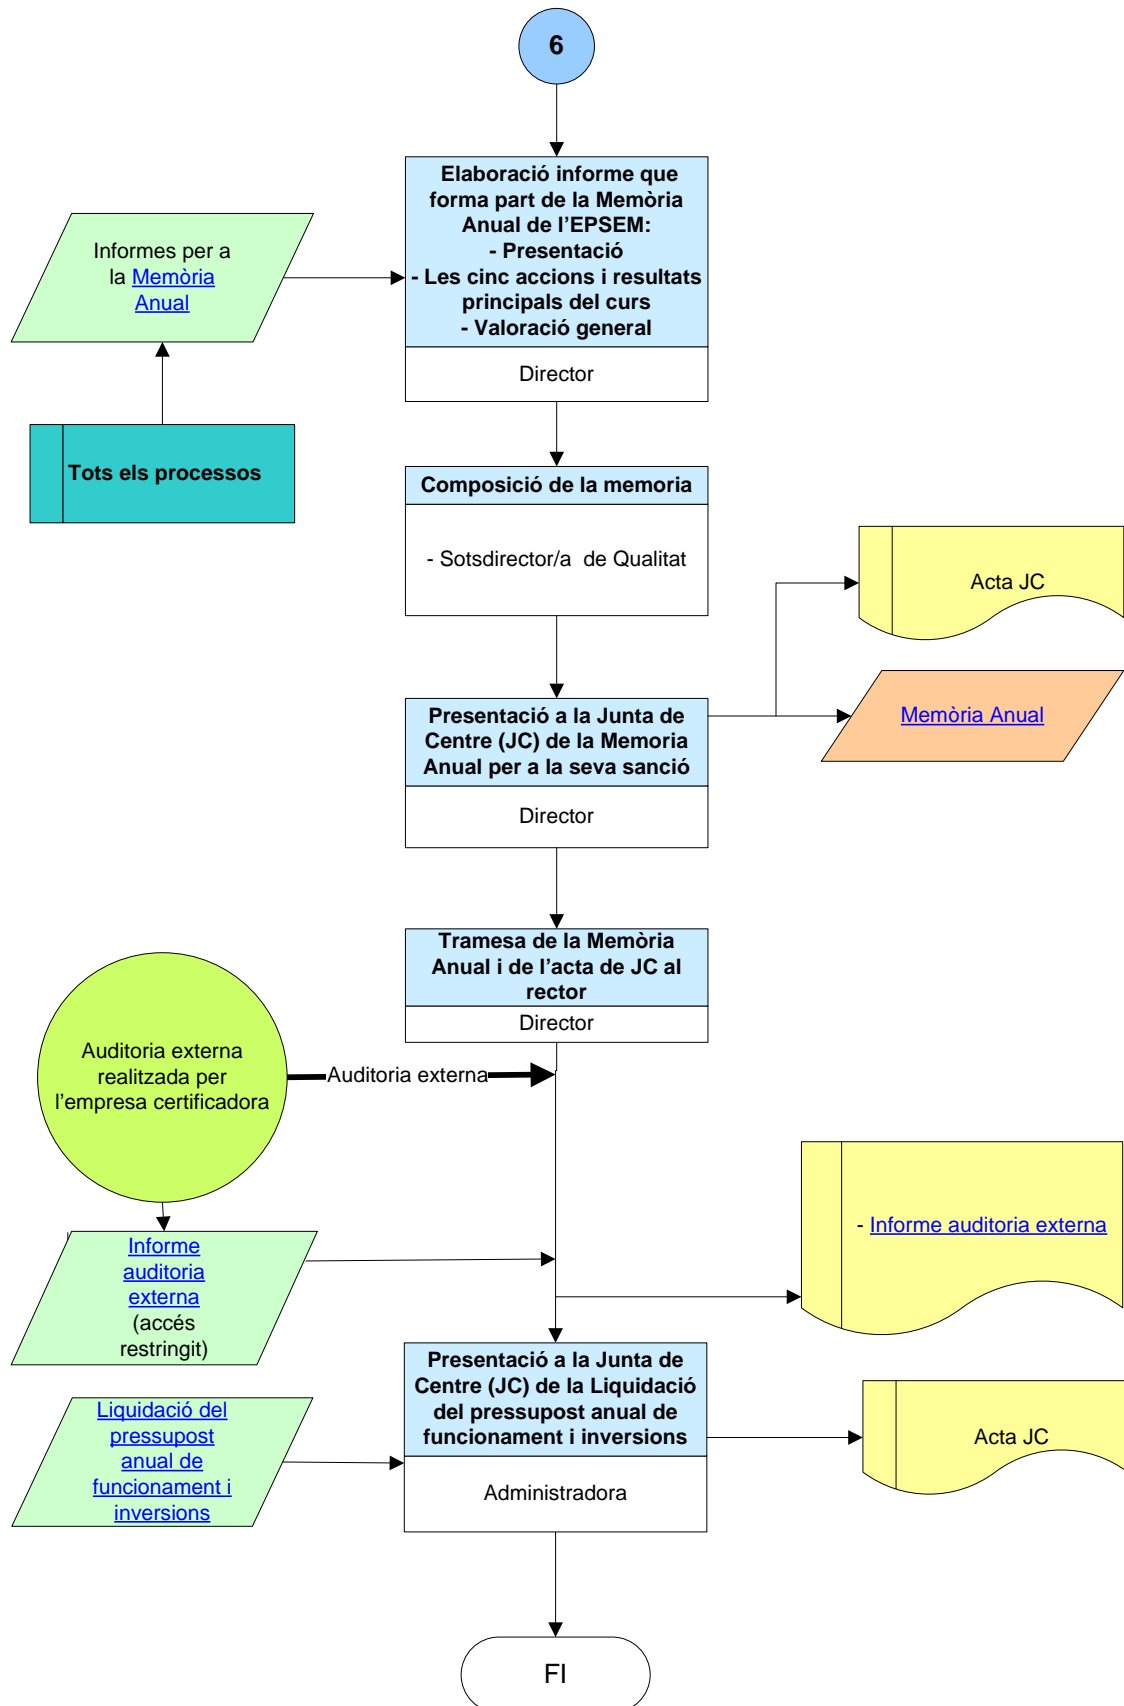 6
Elaboració informe que
forma part de la Memòria
Anual de l'EPSEM:
- Presentació
- Les cinc accions i resultats
principals del curs
- Valoració general
Director
Informes per a
la Memòria
Anual
Tots els processos
Composició de la memoria
- Sotsdirector/a de Qualitat
Acta JC
Memòria Anual
Presentació a la Junta de
Centre (JC) de la Memoria
Anual per a la seva sanció
Director
Tramesa de la Memòria
Anual i de l'acta de JC al
rector
Director
Auditoria externa
realitzada per
l'empresa certificadora
Auditoria externa
- Informe auditoria externa
Informe
auditoria
externa
(accés
restringit)
Presentació a la Junta de
Centre (JC) de la Liquidació
del pressupost anual de
funcionament i inversions
Administradora
Liquidació del
pressupost
anual de
funcionament i
inversions
Acta JC
FI